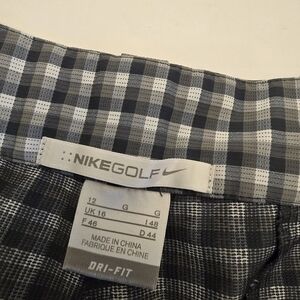 NIKEGOLF
12 G G
UK 16 I 48
F 46 D 44
MADE IN CHINA
FABRIQUÉ EN CHINE
DRI-FIT